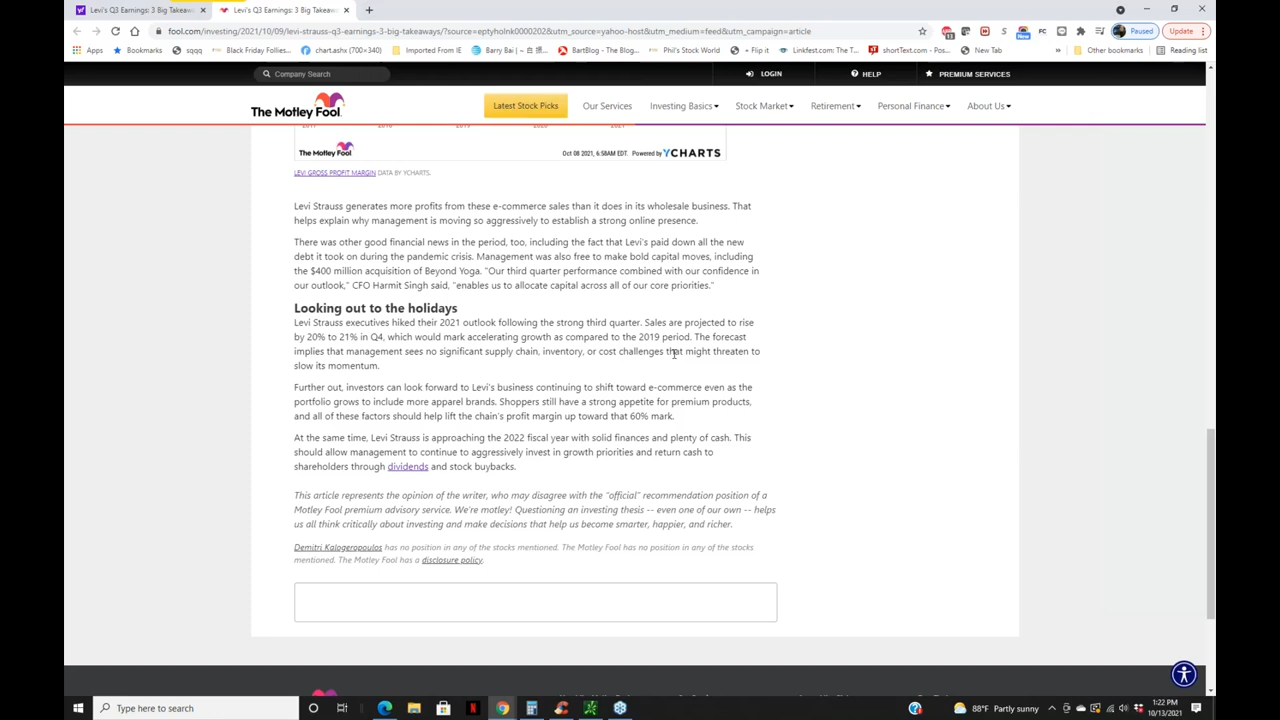 Levi's Q3 Earnings: 3 Big Takeaw
Levi's Q3 Earnings: 3 Big Takeaw
fool.com/investing/2021/10/09/levi-strauss-q3-earnings-3-big-takeaways/?source=eptyholnk0000202&utm_source=yahoo-host&utm_medium=feed&utm_campaign=article
Paused
Update
Apps
Bookmarks
sqqq
Black Friday Follies...
chart.ashx (700×340)
Imported From IE
Barry Bai | 白
BartBlog - The Blog...
Phil's Stock World
+ Flip it
Linkfest.com: The T...
shortText.com - Pos...
New Tab
»
Other bookmarks
Reading list
Company Search
LOGIN
HELP
PREMIUM SERVICES
The Motley Fool.
Latest Stock Picks
Our Services
Investing Basics
Stock Market
Retirement
Personal Finance
About Us
The Motley Fool
Oct 08 2021, 6:58AM EDT. Powered by YCHARTS
LEVI GROSS PROFIT MARGIN DATA BY YCHARTS.
Levi Strauss generates more profits from these e-commerce sales than it does in its wholesale business. That
helps explain why management is moving so aggressively to establish a strong online presence.
There was other good financial news in the period, too, including the fact that Levi's paid down all the new
debt it took on during the pandemic crisis. Management was also free to make bold capital moves, including
the $400 million acquisition of Beyond Yoga. "Our third quarter performance combined with our confidence in
our outlook," CFO Harmit Singh said, "enables us to allocate capital across all of our core priorities."
Looking out to the holidays
Levi Strauss executives hiked their 2021 outlook following the strong third quarter. Sales are projected to rise
by 20% to 21% in Q4, which would mark accelerating growth as compared to the 2019 period. The forecast
implies that management sees no significant supply chain, inventory, or cost challenges that might threaten to
slow its momentum.
Further out, investors can look forward to Levi's business continuing to shift toward e-commerce even as the
portfolio grows to include more apparel brands. Shoppers still have a strong appetite for premium products,
and all of these factors should help lift the chain's profit margin up toward that 60% mark.
At the same time, Levi Strauss is approaching the 2022 fiscal year with solid finances and plenty of cash. This
should allow management to continue to aggressively invest in growth priorities and return cash to
shareholders through dividends and stock buybacks.
This article represents the opinion of the writer, who may disagree with the "official" recommendation position of a
Motley Fool premium advisory service. We're motley! Questioning an investing thesis -- even one of our own -- helps
us all think critically about investing and make decisions that help us become smarter, happier, and richer.
Demitri Kalogeropoulos has no position in any of the stocks mentioned. The Motley Fool has no position in any of the stocks
mentioned. The Motley Fool has a disclosure policy.
Type here to search
88°F Partly sunny
1:22 PM
10/13/2021